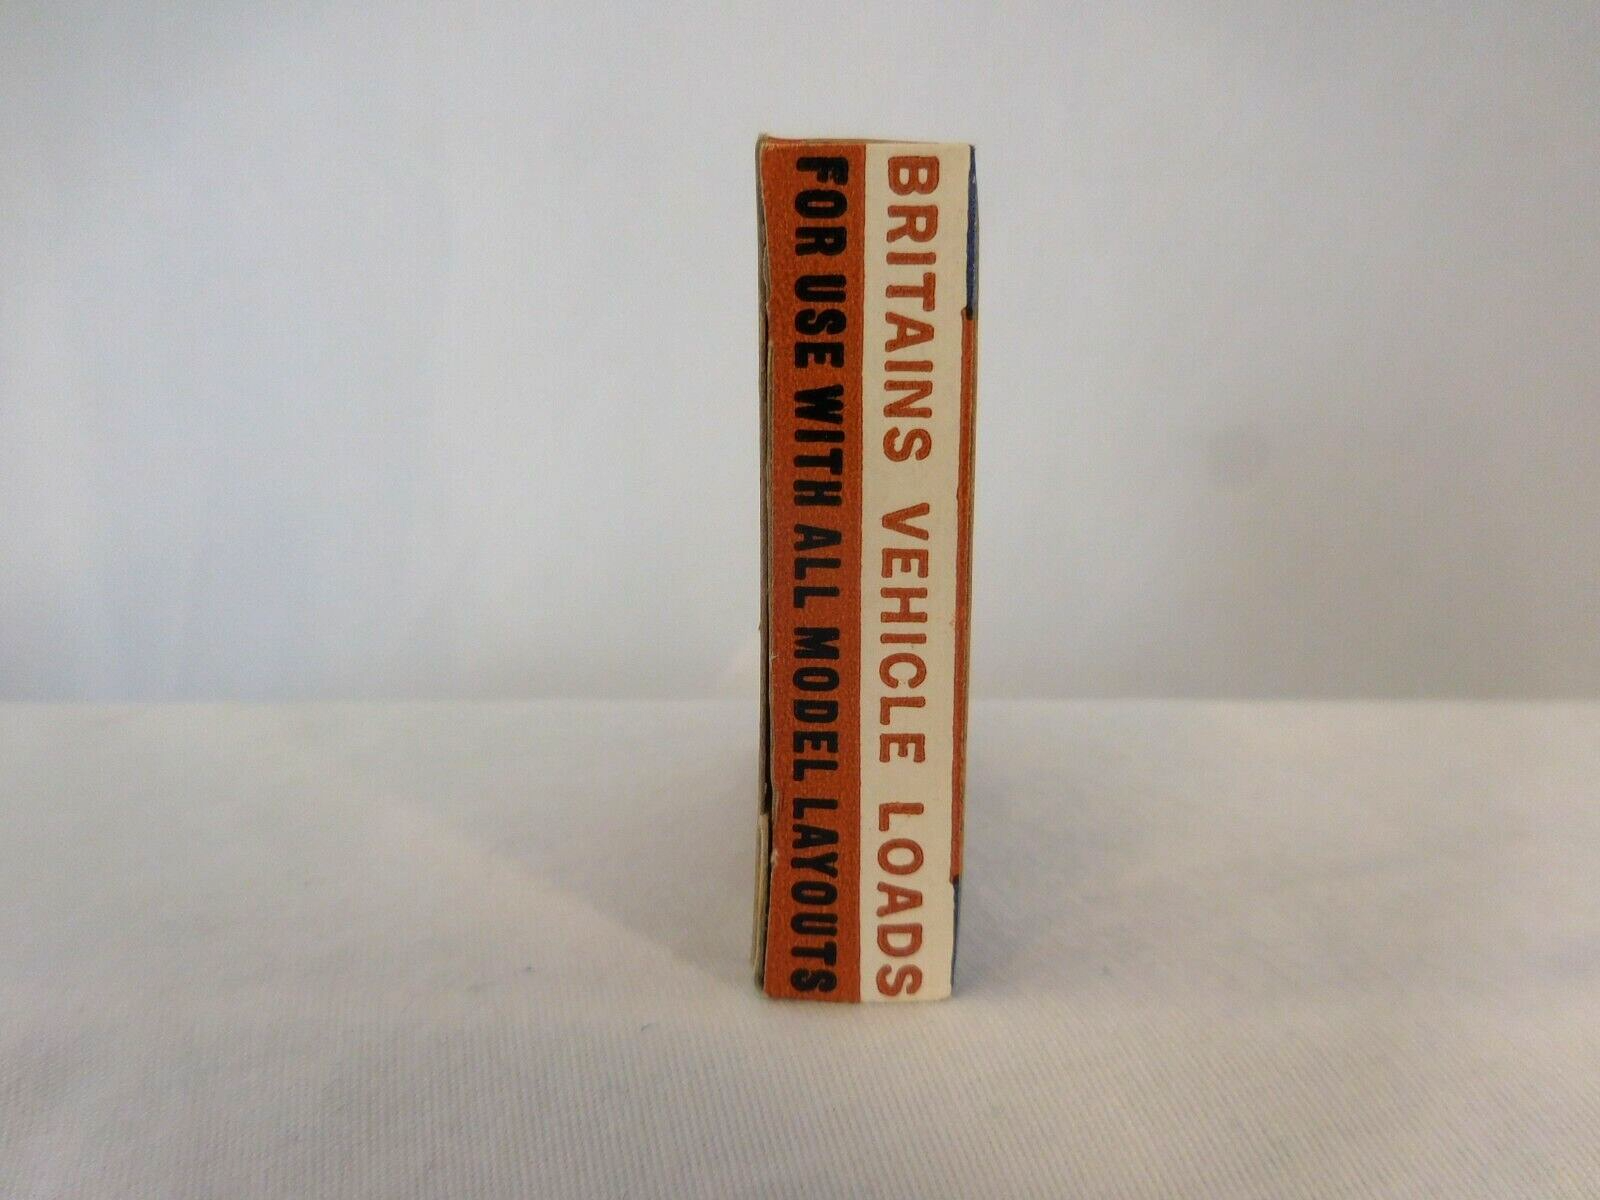 BRITAINS VEHICLE LOADS
FOR USE WITH ALL MODEL LAYOUTS